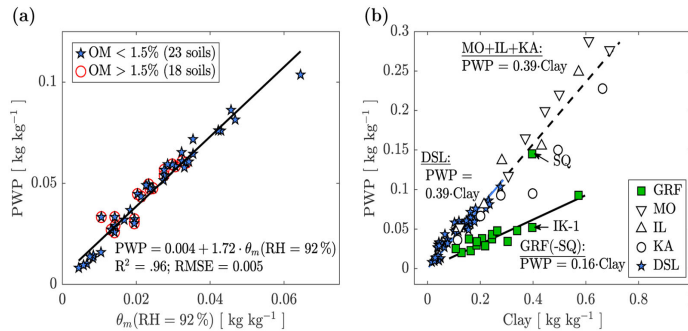 (a)
OM < 1.5% (23 soils)
OM > 1.5% (18 soils)
0.1
0.05
0
PWP [ kg kg⁻¹ ]
PWP = 0.004 + 1.72 · θₘ(RH = 92 %)
R² = .96; RMSE = 0.005
0 0.02 0.04 0.06
θₘ(RH = 92 %) [ kg kg⁻¹ ]
(b)
0.3
0.25
0.2
0.15
0.1
0.05
0
PWP [ kg kg⁻¹ ]
MO+IL+KA:
PWP = 0.39·Clay
DSL:
PWP =
0.39·Clay
SQ
IK-1
GRF(-SQ):
PWP = 0.16·Clay
GRF
MO
IL
KA
DSL
0 0.2 0.4 0.6 0.8 1
Clay [ kg kg⁻¹ ]